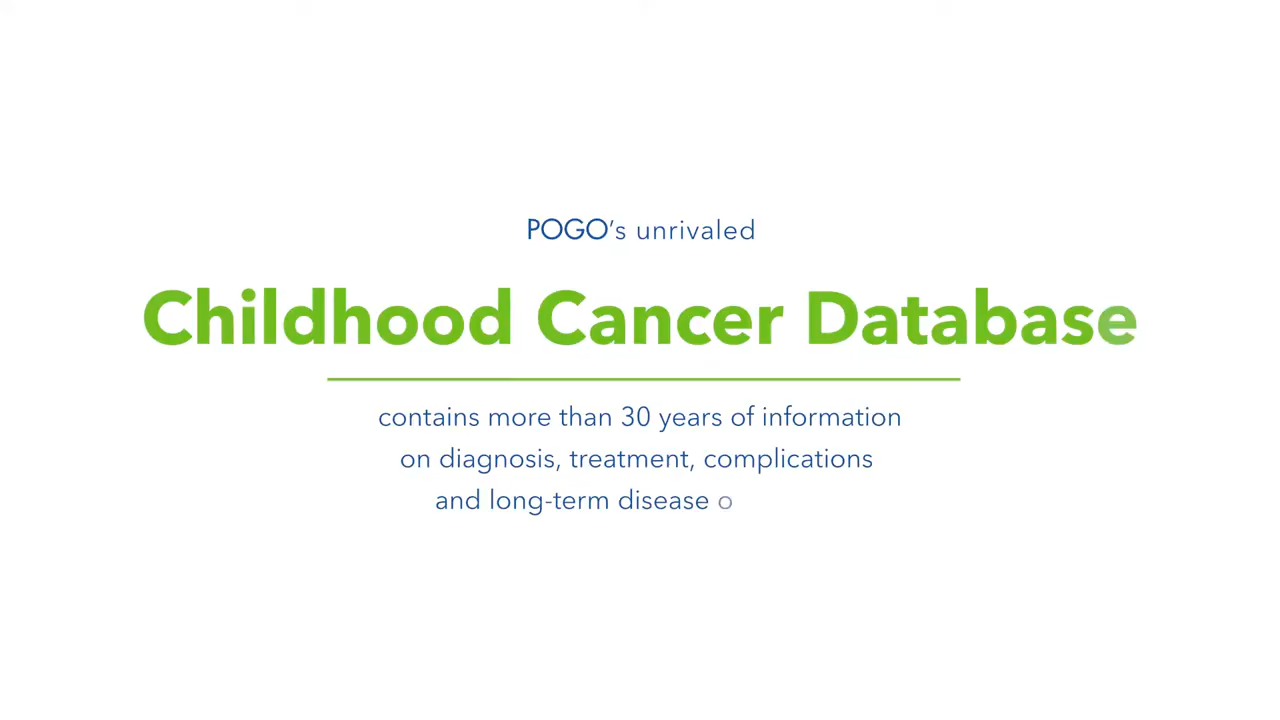 POGO’s unrivaled
Childhood Cancer Database
contains more than 30 years of information
on diagnosis, treatment, complications
and long-term disease o